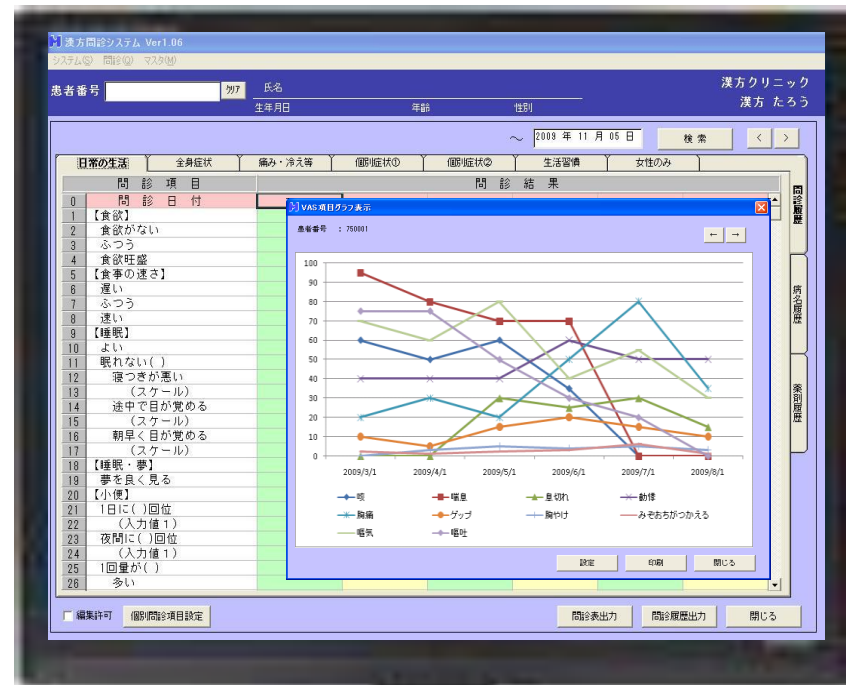 漢方問診システム Ver1.06
システム(S) 問診(Q) マスタ(M)
患者番号 クリア 氏名
生年月日 年齢 性別
漢方クリニック
漢方 たろう
～ 2009 年 11 月 05 日 検 索 < >
日常の生活 全身症状 痛み・冷え等 個別症状① 個別症状② 生活習慣 女性のみ
問 診 項 目 問 診 結 果
0 問 診 日 付
1 【食欲】
2 食欲がない
3 ふつう
4 食欲旺盛
5 【食事の速さ】
6 遅い
7 ふつう
8 速い
9 【睡眠】
10 よい
11 眠れない( )
12 寝つきが悪い
13 (スケール)
14 途中で目が覚める
15 (スケール)
16 朝早く目が覚める
17 (スケール)
18 【睡眠・夢】
19 夢を良く見る
20 【小便】
21 1日に( )回位
22 (入力値1)
23 夜間に( )回位
24 (入力値1)
25 1回量が( )
26 多い
VAS項目グラフ表示
患者番号 : 750001
← →
100
90
80
70
60
50
40
30
20
10
0
2009/3/1 2009/4/1 2009/5/1 2009/6/1 2009/7/1 2009/8/1
咳 喘息 息切れ 動悸
胸痛 ゲップ 胸やけ みぞおちがつかえる
嘔気 嘔吐
設定 印刷 閉じる
問診履歴
病名履歴
薬剤履歴
編集許可 個別問診項目設定 問診表出力 問診履歴出力 閉じる